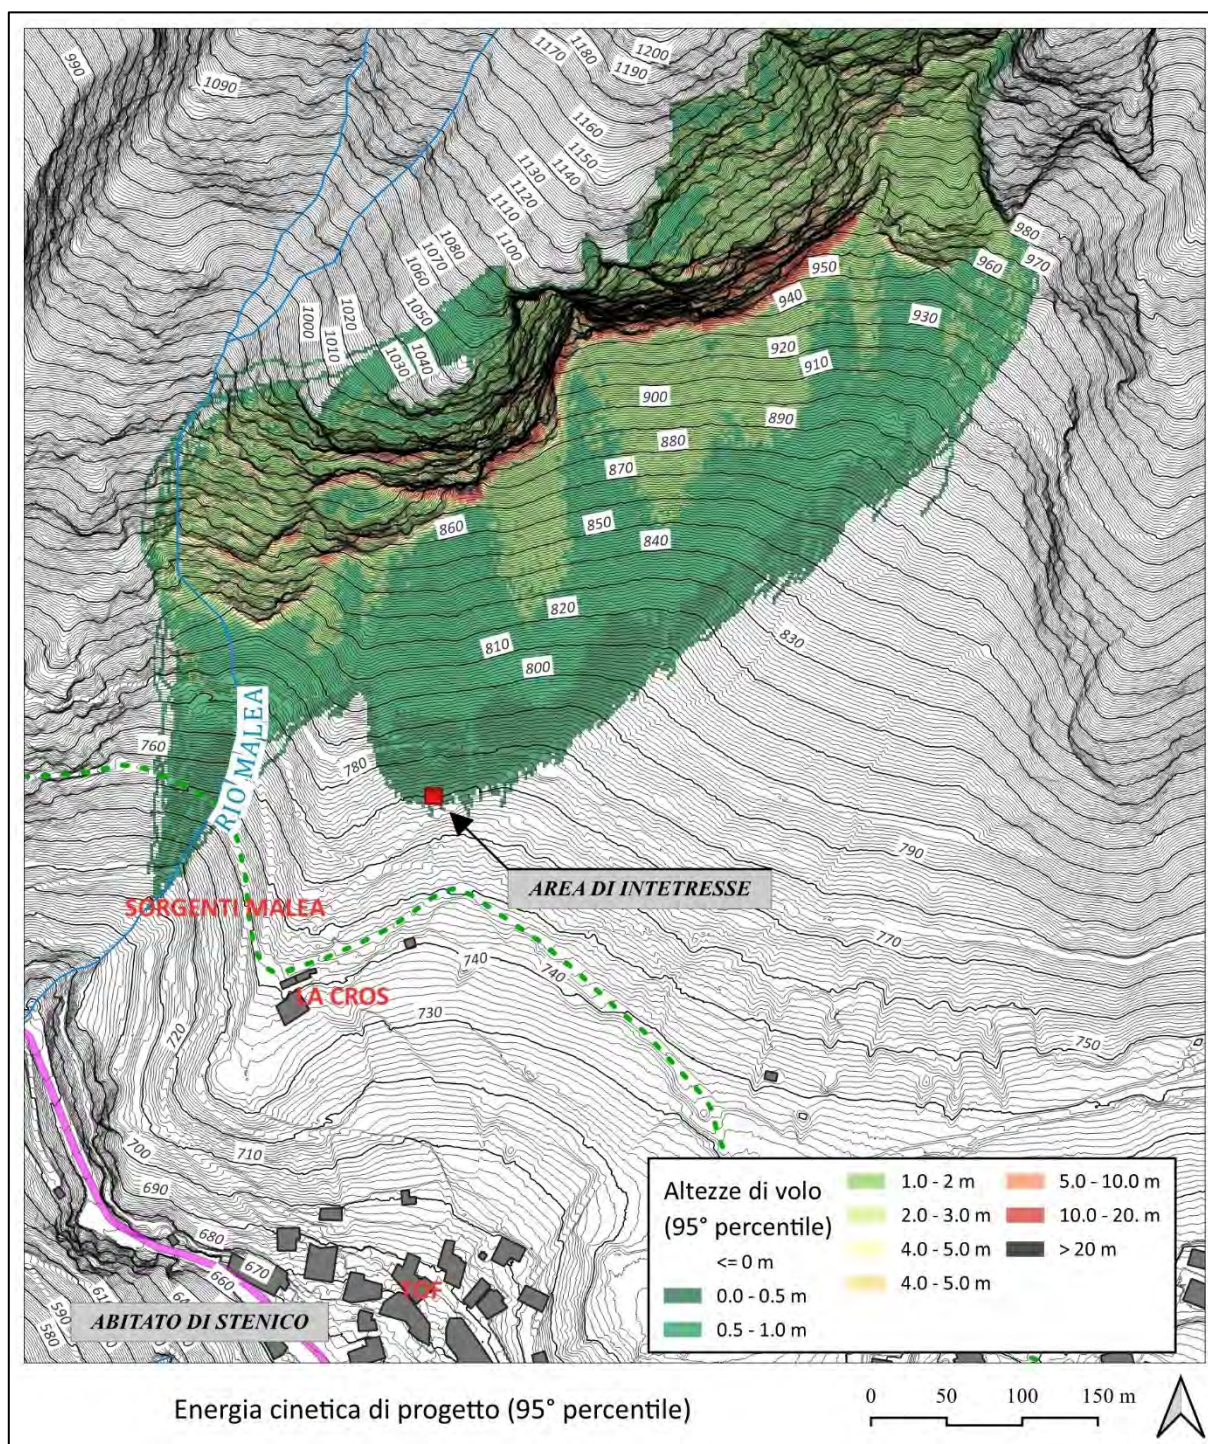 990
1090
1170
1180
1200
1190
1160
1150
1130
1140
1120
1110
1100
1080
1070
1060
1050
1020
1000
1010
1040
1030
980
970
960
950
940
930
920
910
900
890
880
870
860
850
840
830
820
810
800
760
780
RIO MALEA
AREA DI INTETRESSE
790
SORGENTI MALEA
770
740
740
LA CROS
730
720
750
700
710
690
680
670
660
TOF
ABITATO DI STENICO
590
580
Altezze di volo
(95° percentile)
<= 0 m
0.0 - 0.5 m
0.5 - 1.0 m
1.0 - 2 m
2.0 - 3.0 m
4.0 - 5.0 m
4.0 - 5.0 m
5.0 - 10.0 m
10.0 - 20. m
> 20 m
Energia cinetica di progetto (95° percentile)
0 50 100 150 m